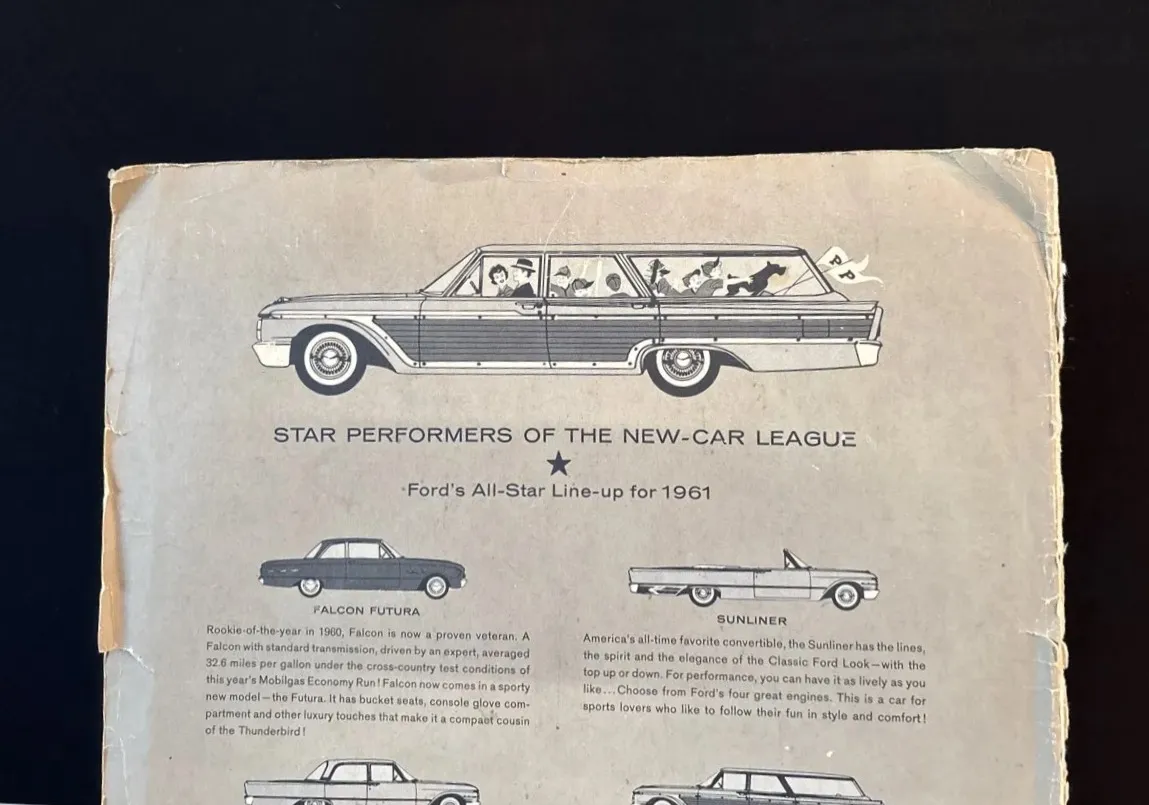 P P
STAR PERFORMERS OF THE NEW-CAR LEAGUE
Ford's All-Star Line-up for 1961
FALCON FUTURA
Rookie-of-the-year in 1960, Falcon is now a proven veteran. A
Falcon with standard transmission, driven by an expert, averaged
32.6 miles per gallon under the cross-country test conditions of
this year's Mobilgas Economy Run! Falcon now comes in a sporty
new model—the Futura. It has bucket seats, console glove com-
partment and other luxury touches that make it a compact cousin
of the Thunderbird!
SUNLINER
America's all-time favorite convertible, the Sunliner has the lines,
the spirit and the elegance of the Classic Ford Look—with the
top up or down. For performance, you can have it as lively as you
like...Choose from Ford's four great engines. This is a car for
sports lovers who like to follow their fun in style and comfort!